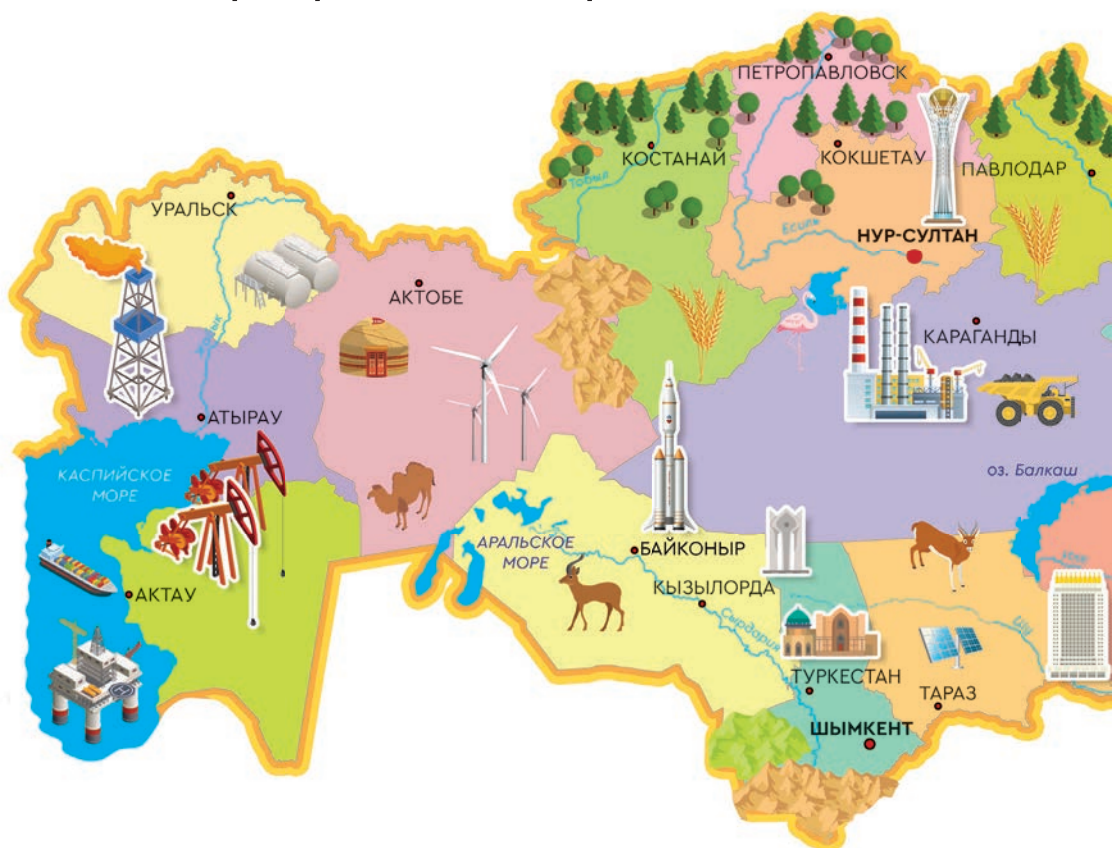 ПЕТРОПАВЛОВСК
КОСТАНАЙ
КОКШЕТАУ
ПАВЛОДАР
Тобыл
УРАЛЬСК
Есиль
НУР-СУЛТАН
АКТОБЕ
КАРАГАНДЫ
Жайык
АТЫРАУ
КАСПИЙСКОЕ
МОРЕ
оз. Балкаш
АРАЛЬСКОЕ
МОРЕ
БАЙКОНЫР
АКТАУ
КЫЗЫЛОРДА
Сырдария
ТУРКЕСТАН
ТАРАЗ
ШЫМКЕНТ